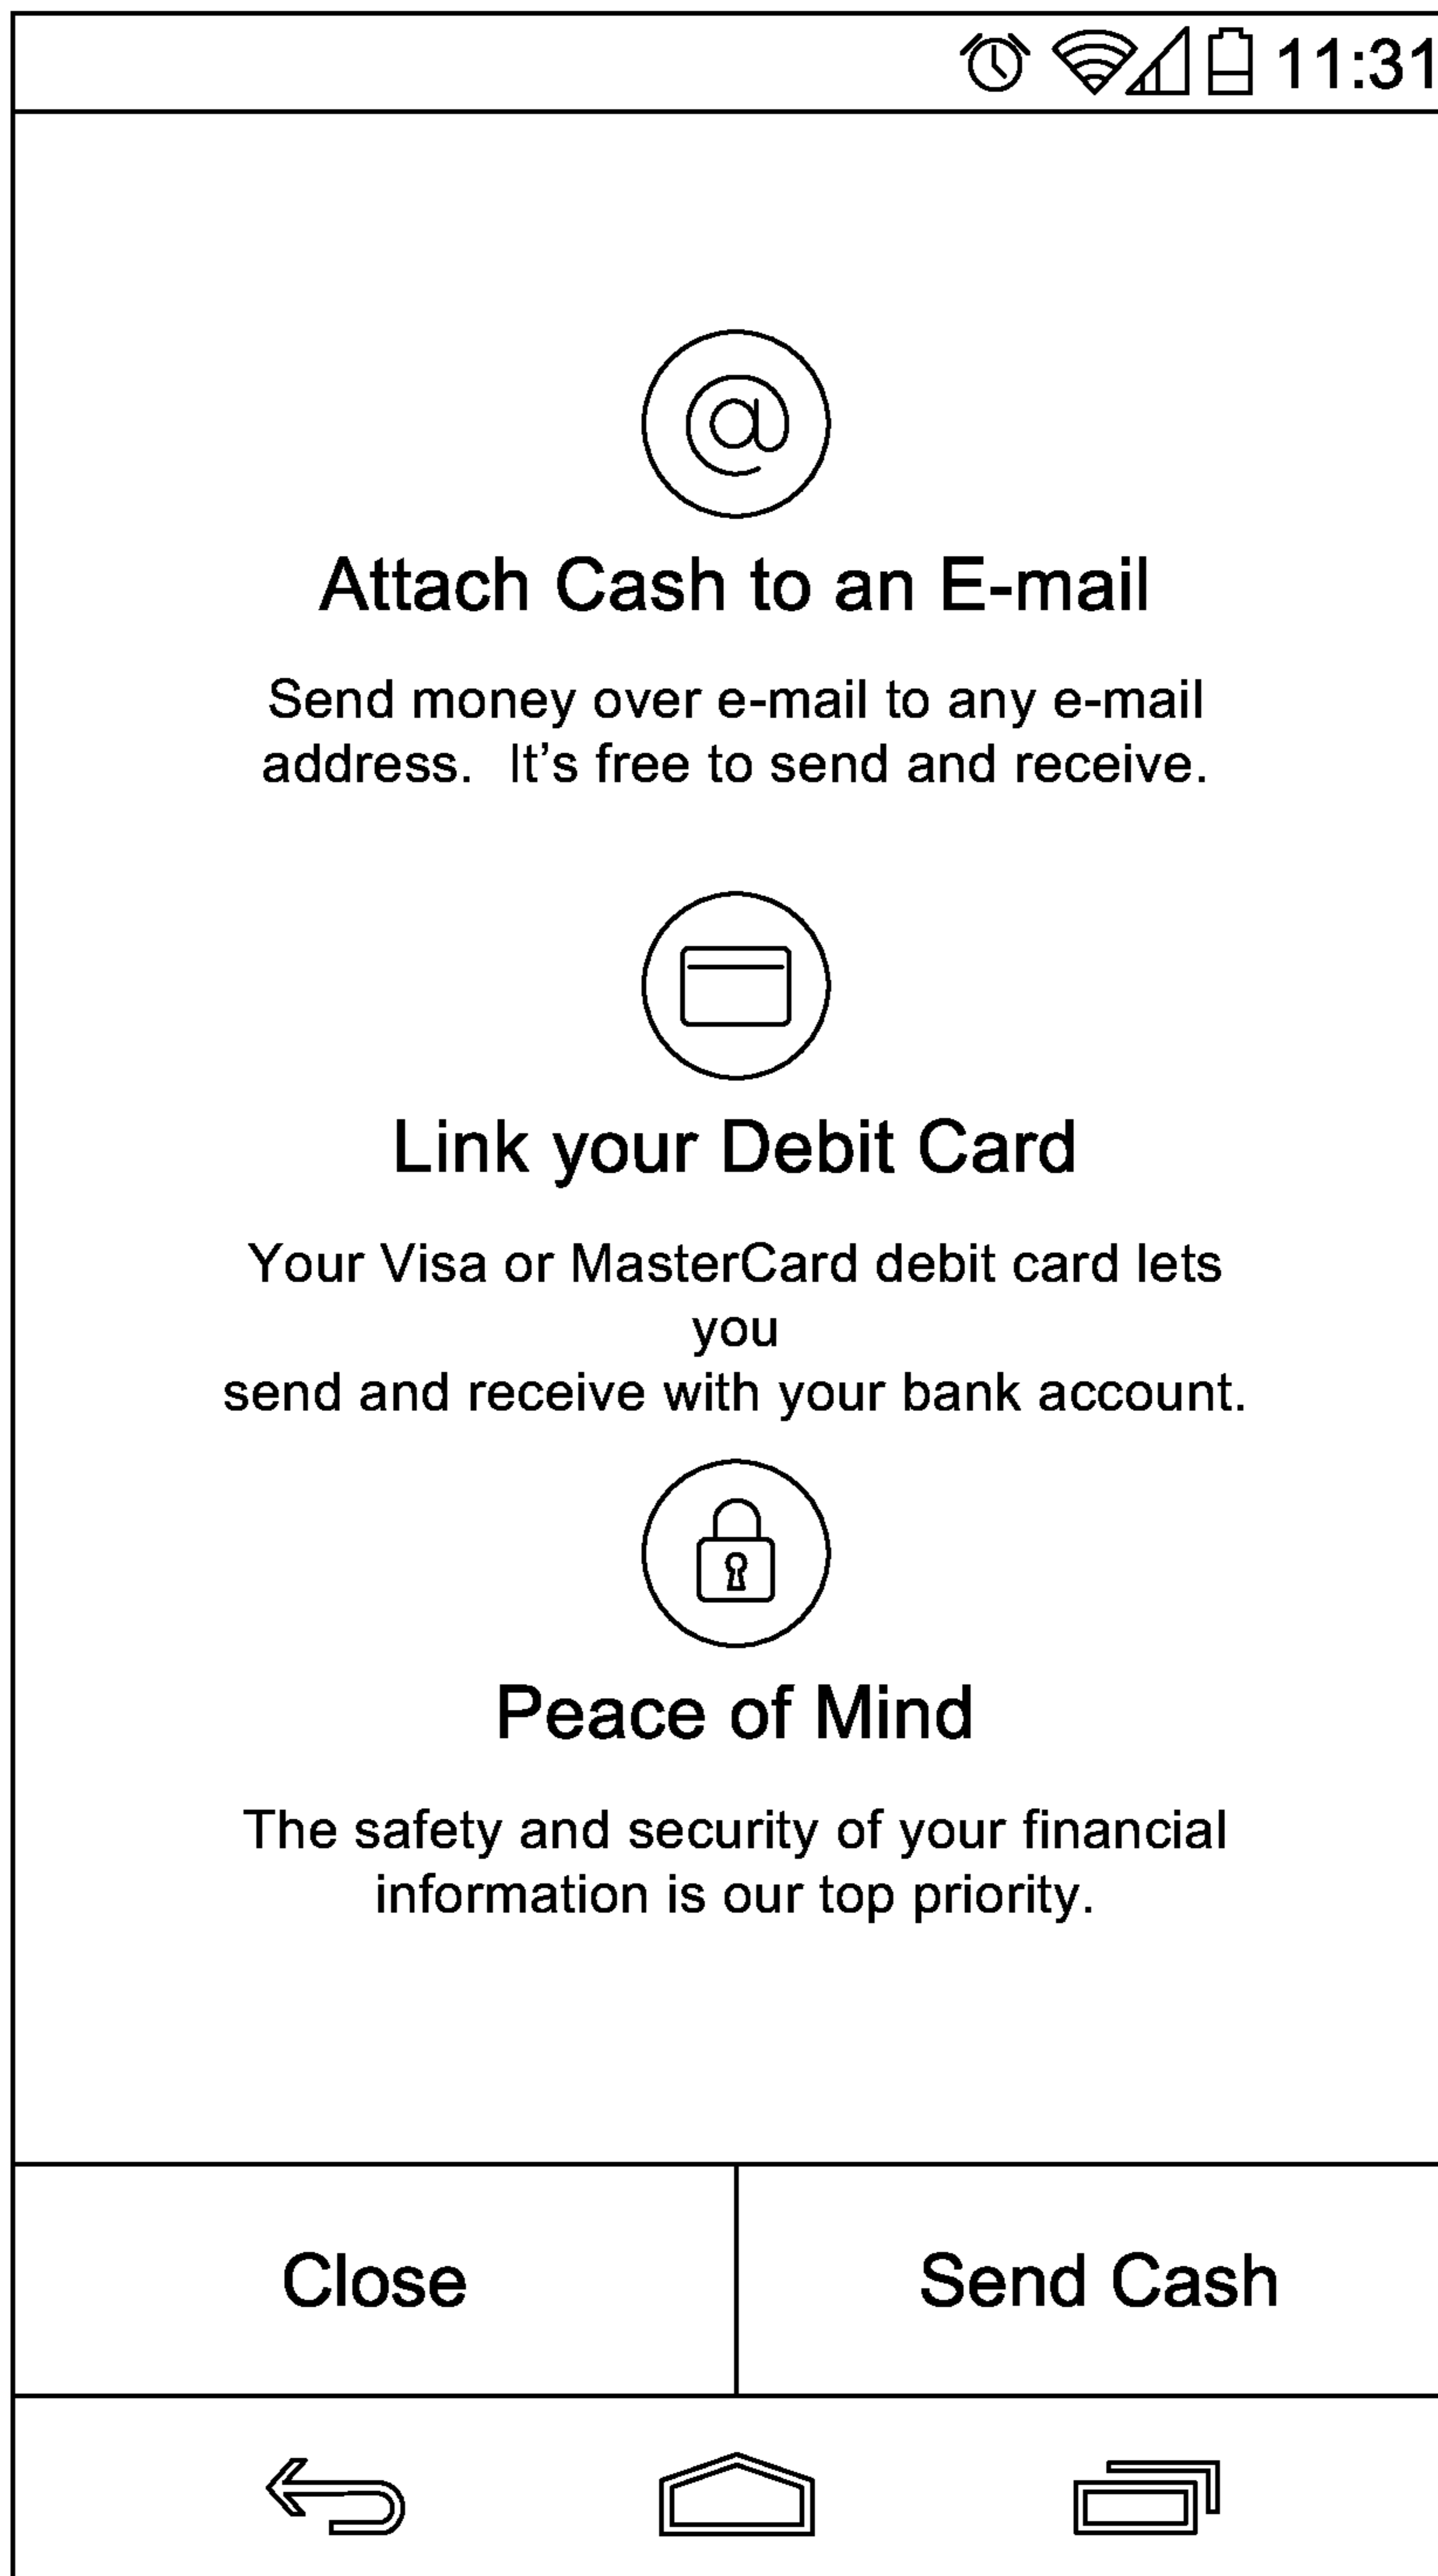 11:31
Attach Cash to an E-mail
Send money over e-mail to any e-mail
address.  It’s free to send and receive.
Link your Debit Card
Your Visa or MasterCard debit card lets
you
send and receive with your bank account.
Peace of Mind
The safety and security of your financial
information is our top priority.
Close
Send Cash